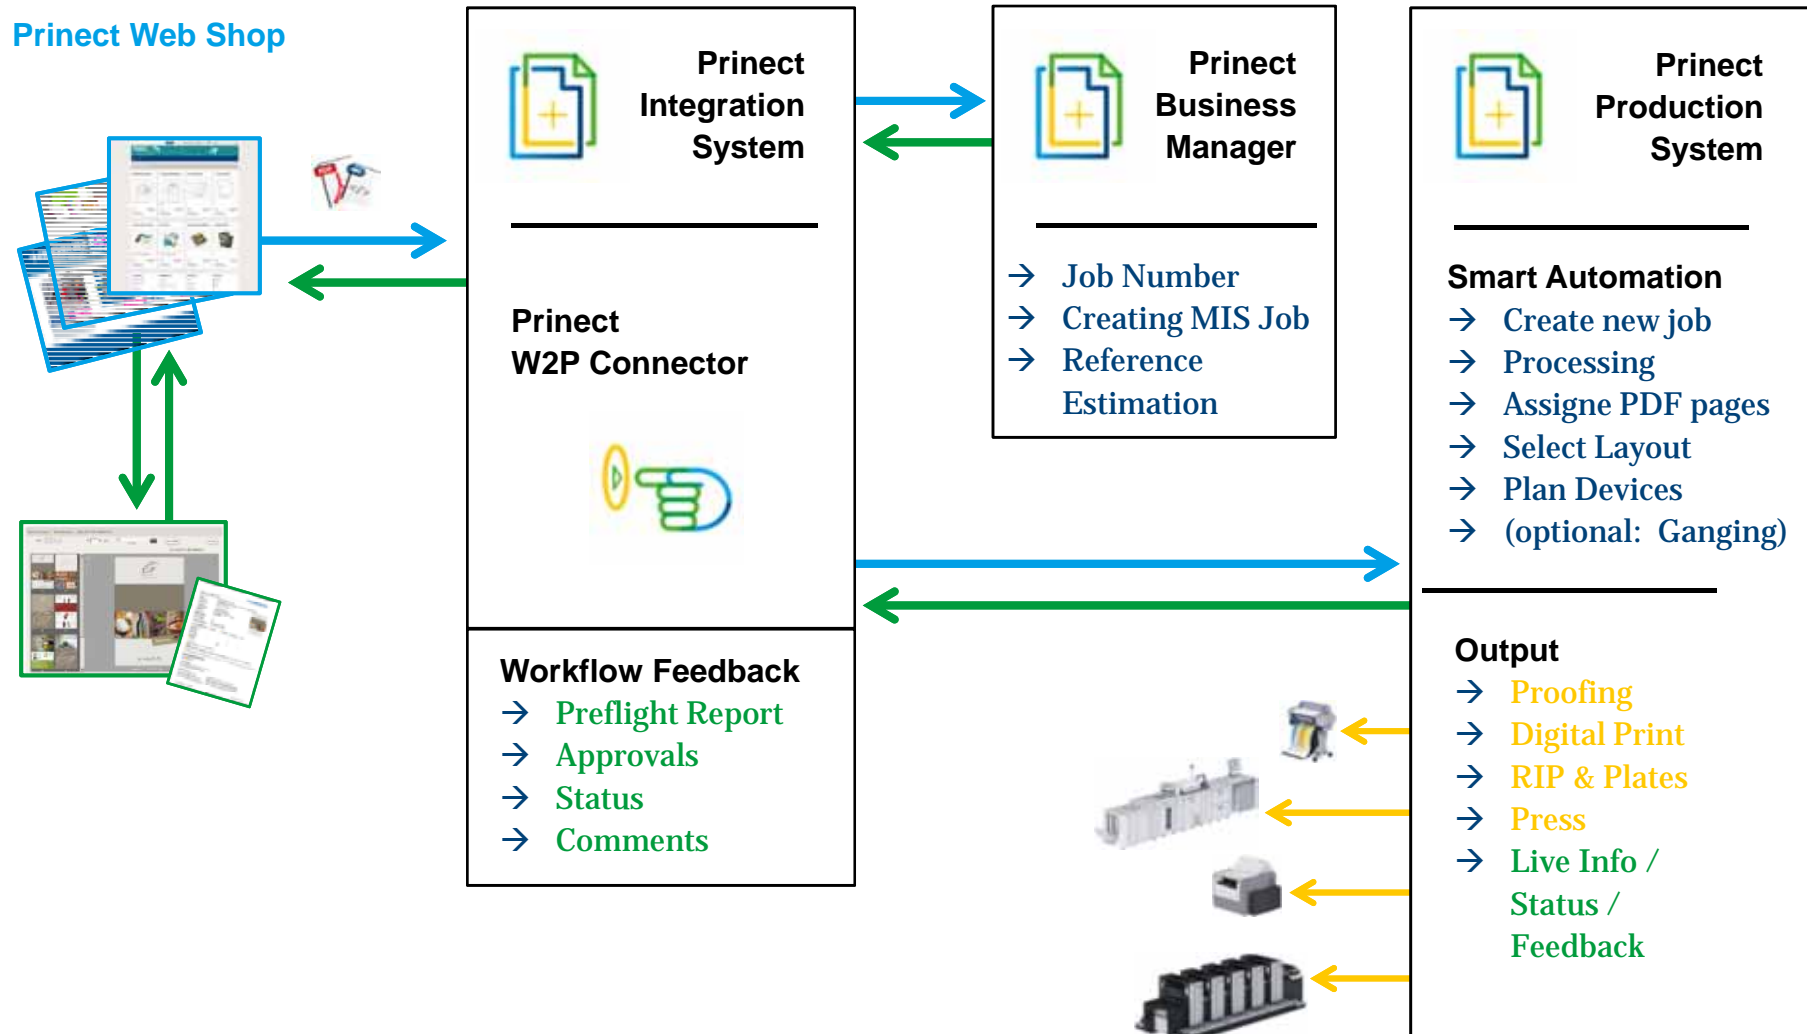 Prinect Web Shop
Prinect
Integration
System
Prinect
W2P Connector
Workflow Feedback
→ Preflight Report
→ Approvals
→ Status
→ Comments
Prinect
Business
Manager
→ Job Number
→ Creating MIS Job
→ Reference
Estimation
Prinect
Production
System
Smart Automation
→ Create new job
→ Processing
→ Assigne PDF pages
→ Select Layout
→ Plan Devices
→ (optional: Ganging)
Output
→ Proofing
→ Digital Print
→ RIP & Plates
→ Press
→ Live Info /
Status /
Feedback